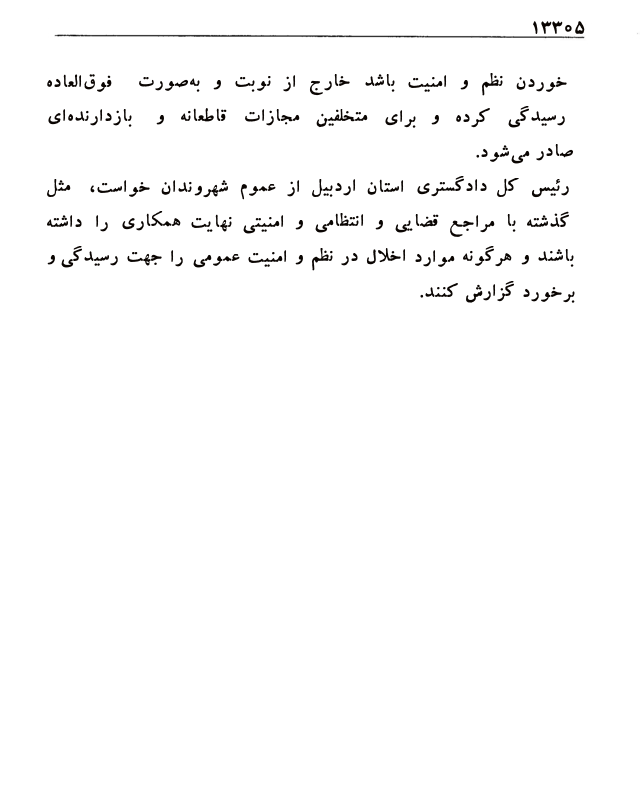 ۱۳۳۰۵
خوردن نظم و امنیت باشد خارج از نوبت و به‌صورت فوق‌العاده
رسیدگی کرده و برای متخلفین مجازات قاطعانه و بازدارنده‌ای
صادر می‌شود.
رئیس کل دادگستری استان اردبیل از عموم شهروندان خواست، مثل
گذشته با مراجع قضایی و انتظامی و امنیتی نهایت همکاری را داشته
باشند و هرگونه موارد اخلال در نظم و امنیت عمومی را جهت رسیدگی و
برخورد گزارش کنند.